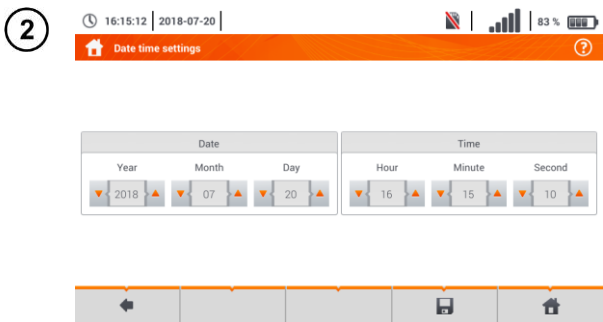 2
16:15:12 2018-07-20 83 %
Date time settings ?
Date Time
Year Month Day Hour Minute Second
2018 07 20 16 15 10